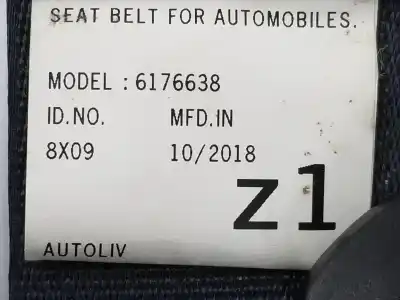 SEAT BELT FOR AUTOMOBILES.
MODEL : 6176638
ID.NO. MFD.IN
8X09 10/2018
z1
AUTOLIV